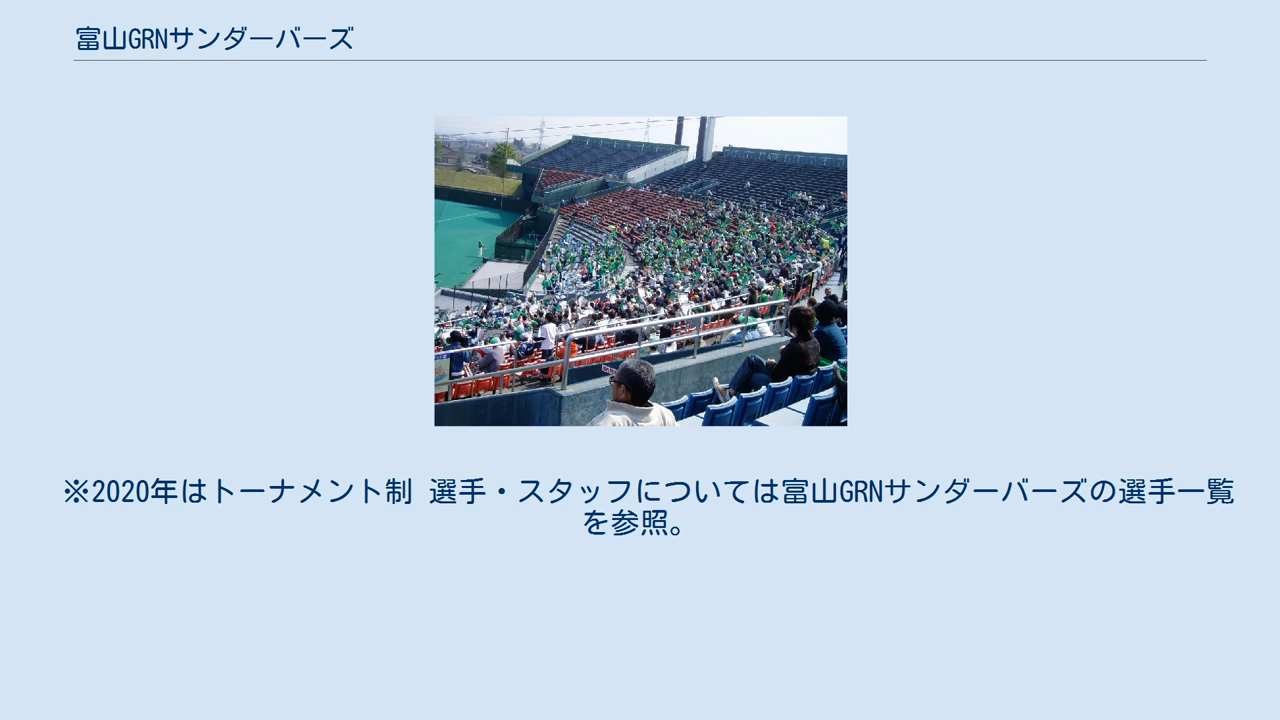 富山GRNサンダーバーズ
※2020年はトーナメント制 選手・スタッフについては富山GRNサンダーバーズの選手一覧
を参照。